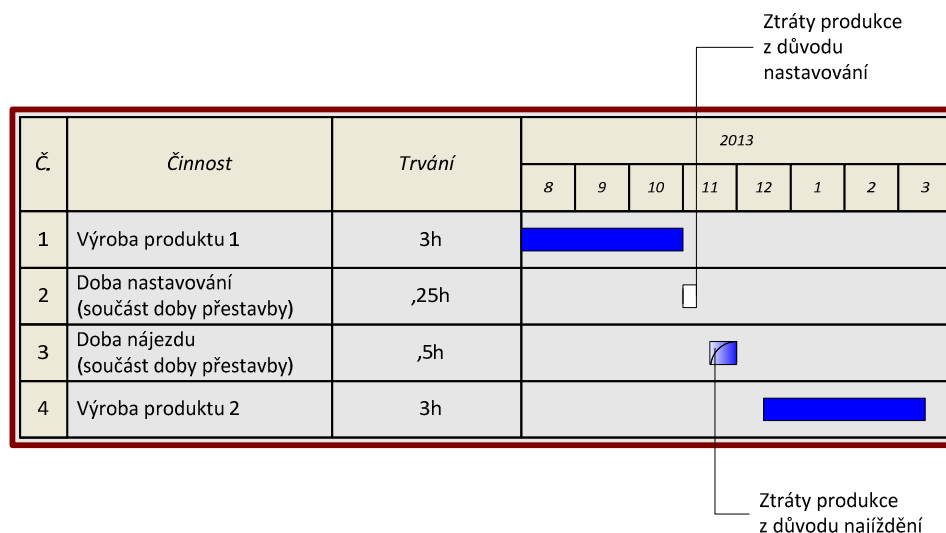 Ztráty produkce
z důvodu
nastavování
Č.
Činnost
Trvání
2013
8 9 10 11 12 1 2 3
1 Výroba produktu 1 3h
2 Doba nastavování
(součást doby přestavby) ,25h
3 Doba nájezdu
(součást doby přestavby) ,5h
4 Výroba produktu 2 3h
Ztráty produkce
z důvodu najíždění